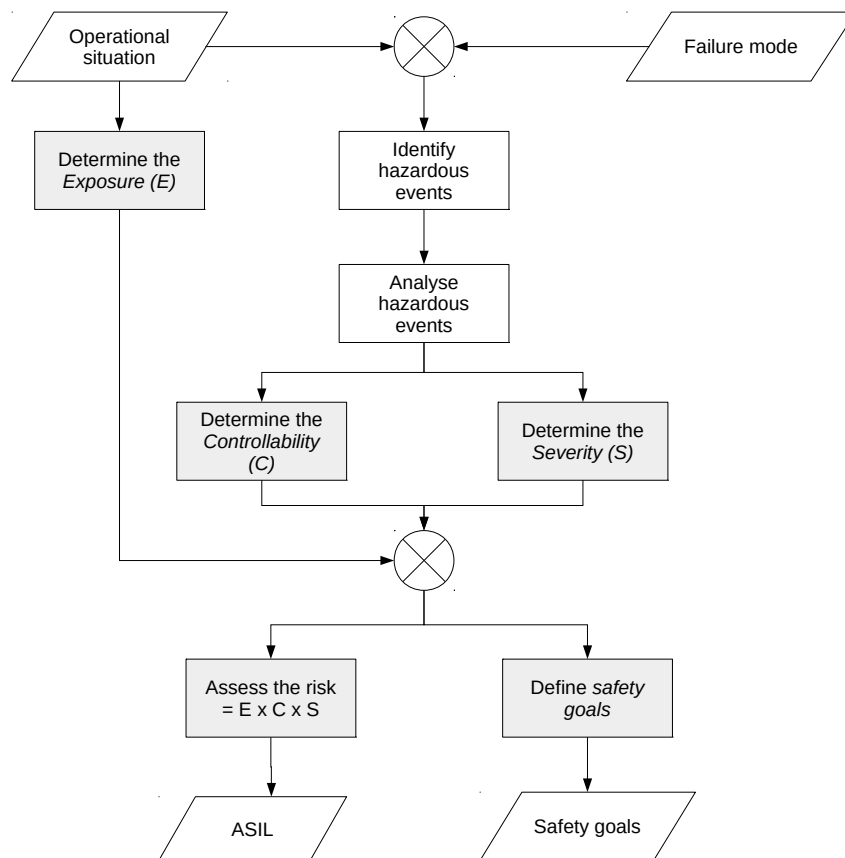 Operational
situation
Failure mode
Determine the
Exposure (E)
Identify
hazardous
events
Analyse
hazardous
events
Determine the
Controllability
(C)
Determine the
Severity (S)
Assess the risk
= E x C x S
Define safety
goals
ASIL
Safety goals